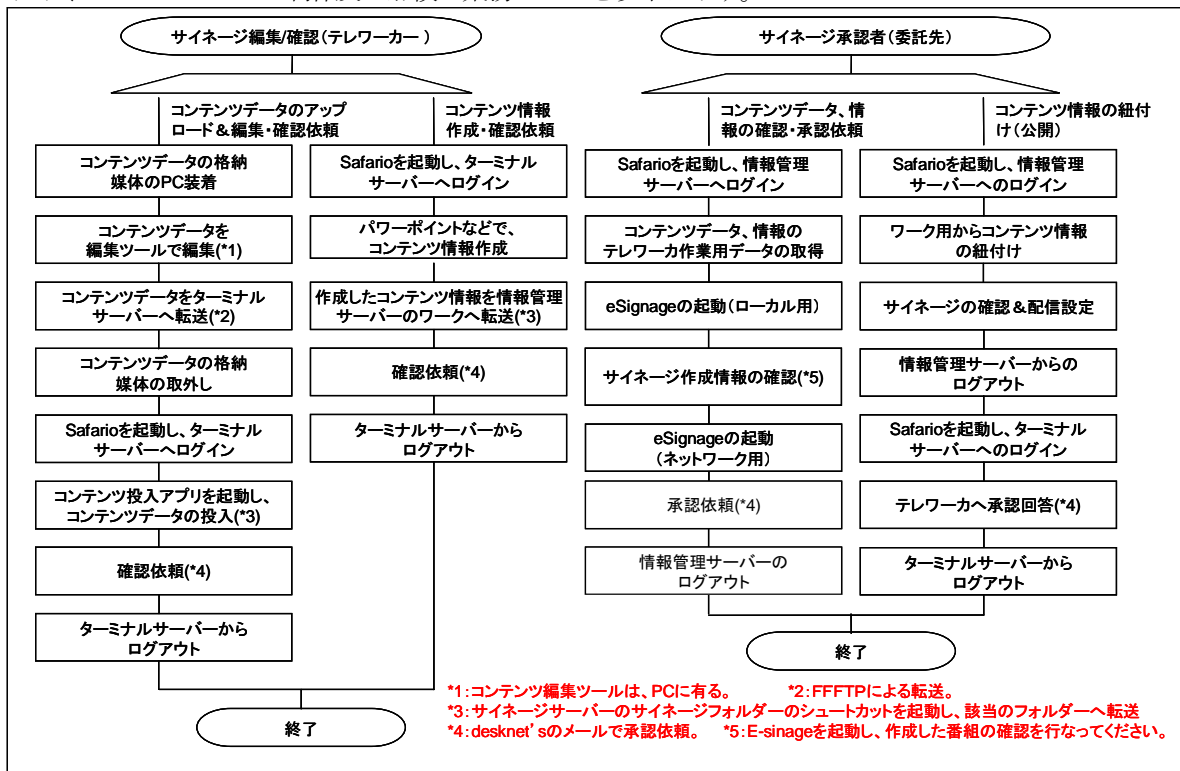 サイネージ編集/確認(テレワーカー )
コンテンツデータのアップ
ロード＆編集・確認依頼
コンテンツデータの格納
媒体のPC装着
コンテンツデータを
編集ツールで編集(*1)
コンテンツデータをターミナル
サーバーへ転送(*2)
コンテンツデータの格納
媒体の取外し
Safarioを起動し、ターミナル
サーバーへログイン
コンテンツ投入アプリを起動し、
コンテンツデータの投入(*3)
確認依頼(*4)
ターミナルサーバーから
ログアウト
コンテンツ情報
作成・確認依頼
Safarioを起動し、ターミナル
サーバーへログイン
パワーポイントなどで、
コンテンツ情報作成
作成したコンテンツ情報を情報管理
サーバーのワークへ転送(*3)
確認依頼(*4)
ターミナルサーバーから
ログアウト
終了
サイネージ承認者(委託先)
コンテンツデータ、情
報の確認・承認依頼
Safarioを起動し、情報管理
サーバーへログイン
コンテンツデータ、情報の
テレワーカ作業用データの取得
eSignageの起動(ローカル用)
サイネージ作成情報の確認(*5)
eSignageの起動
(ネットワーク用)
承認依頼(*4)
情報管理サーバーの
ログアウト
コンテンツ情報の紐付
け(公開)
Safarioを起動し、情報管理
サーバーへのログイン
ワーク用からコンテンツ情報
の紐付け
サイネージの確認＆配信設定
情報管理サーバーからの
ログアウト
Safarioを起動し、ターミナル
サーバーへのログイン
テレワーカへ承認回答(*4)
ターミナルサーバーから
ログアウト
終了
*1:コンテンツ編集ツールは、PCに有る。 *2:FFFTPによる転送。
*3:サイネージサーバーのサイネージフォルダーのシュートカットを起動し、該当のフォルダーへ転送
*4:desknet'sのメールで承認依頼。 *5:E-sinageを起動し、作成した番組の確認を行なってください。